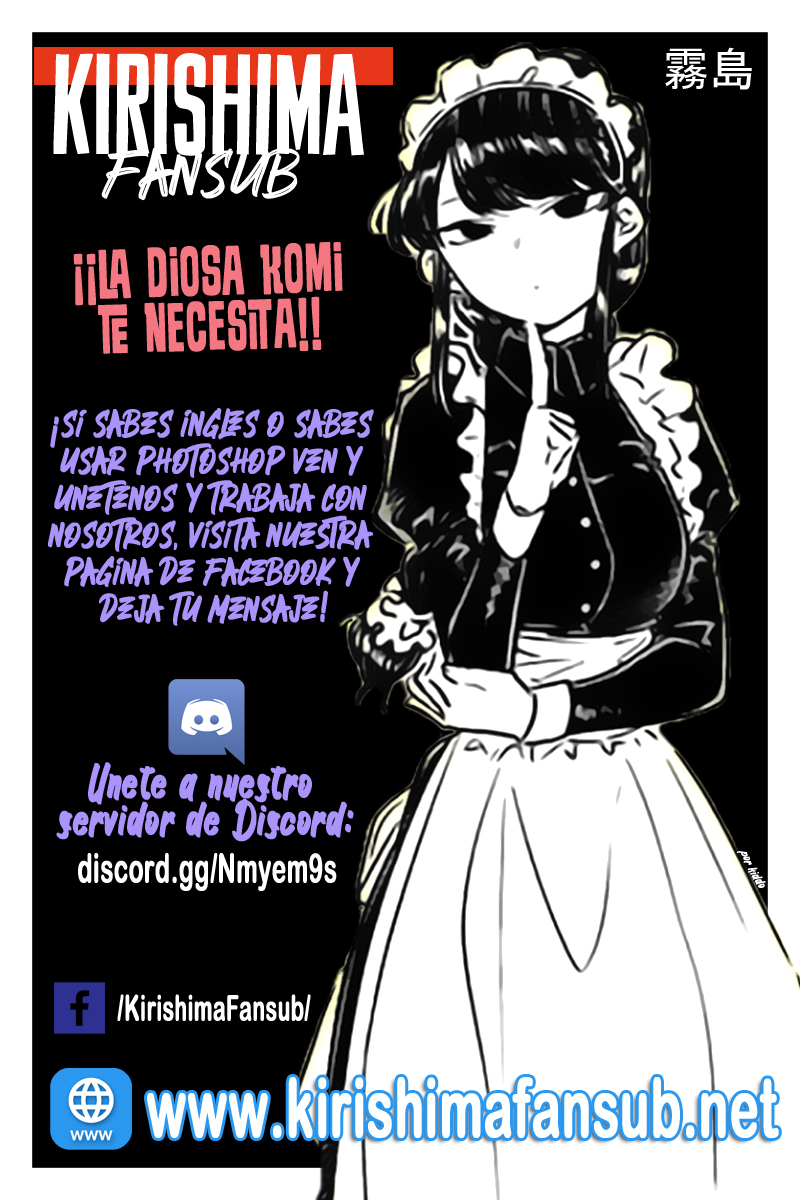 KIRISHIMA
FANSUB
霧島
¡¡LA DIOSA KOMI
TE NECESITA!!
¡SI SABES INGLES O SABES
USAR PHOTOSHOP VEN Y
UNETENOS Y TRABAJA CON
NOSOTROS, VISITA NUESTRA
PAGINA DE FACEBOOK Y
DEJA TU MENSAJE!
Unete a nuestro
servidor de Discord:
discord.gg/Nmyem9s
por kiddo
/KirishimaFansub/
www
www.kirishimafansub.net